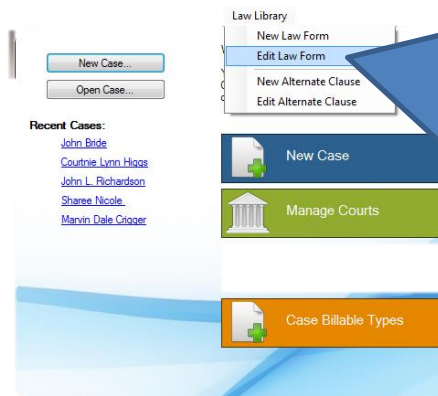 Law Library
New Law Form
Edit Law Form
New Alternate Clause
Edit Alternate Clause
New Case...
Open Case...
Recent Cases:
John Bride
Courtnie Lynn Higgs
John L. Richardson
Sharee Nicole
Marvin Dale Crigger
New Case
Manage Courts
Case Billable Types